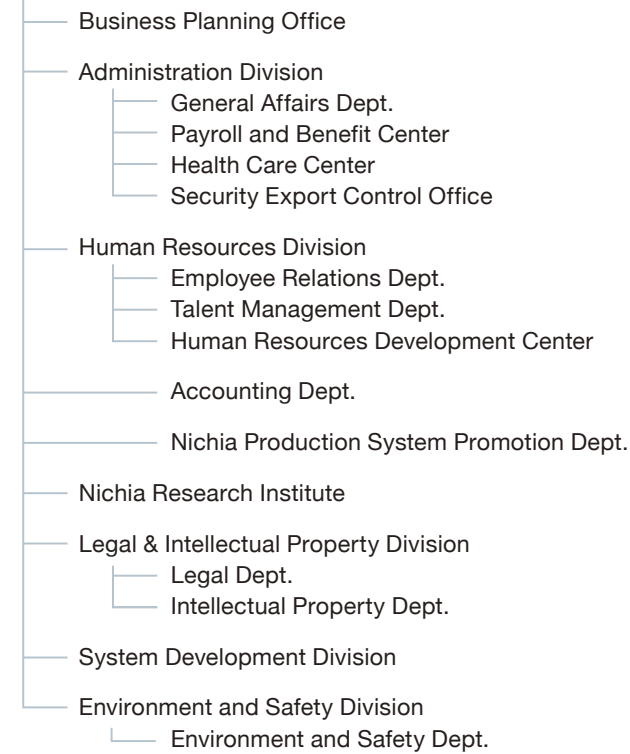 Business Planning Office
Administration Division
General Affairs Dept.
Payroll and Benefit Center
Health Care Center
Security Export Control Office
Human Resources Division
Employee Relations Dept.
Talent Management Dept.
Human Resources Development Center
Accounting Dept.
Nichia Production System Promotion Dept.
Nichia Research Institute
Legal & Intellectual Property Division
Legal Dept.
Intellectual Property Dept.
System Development Division
Environment and Safety Division
Environment and Safety Dept.